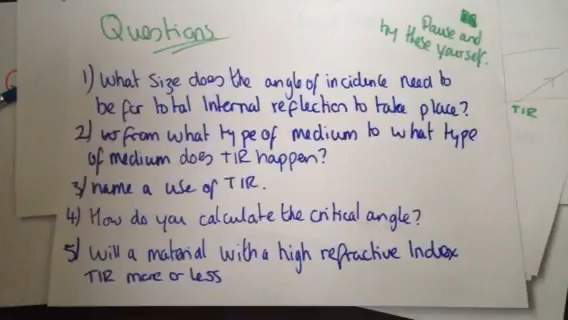 Questions
Pause and
try these yourself.
1) What size does the angle of incidence need to
be for total Internal reflection to take place?
TIR
2) from what type of medium to what type
of medium does TIR happen?
3) name a use of TIR.
4) How do you calculate the critical angle?
5) Will a material with a high refractive Index
TIR more or less